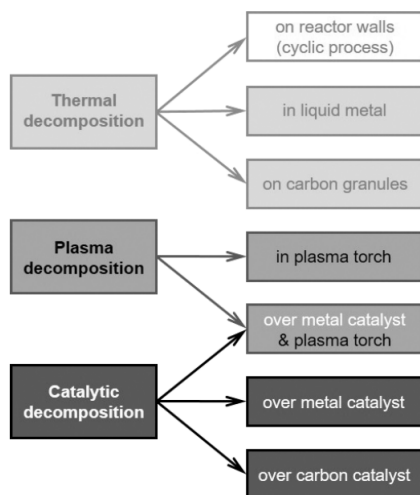 on reactor walls
(cyclic process)
Thermal
decomposition
in liquid metal
on carbon granules
Plasma
decomposition
in plasma torch
over metal catalyst
& plasma torch
Catalytic
decomposition
over metal catalyst
over carbon catalyst